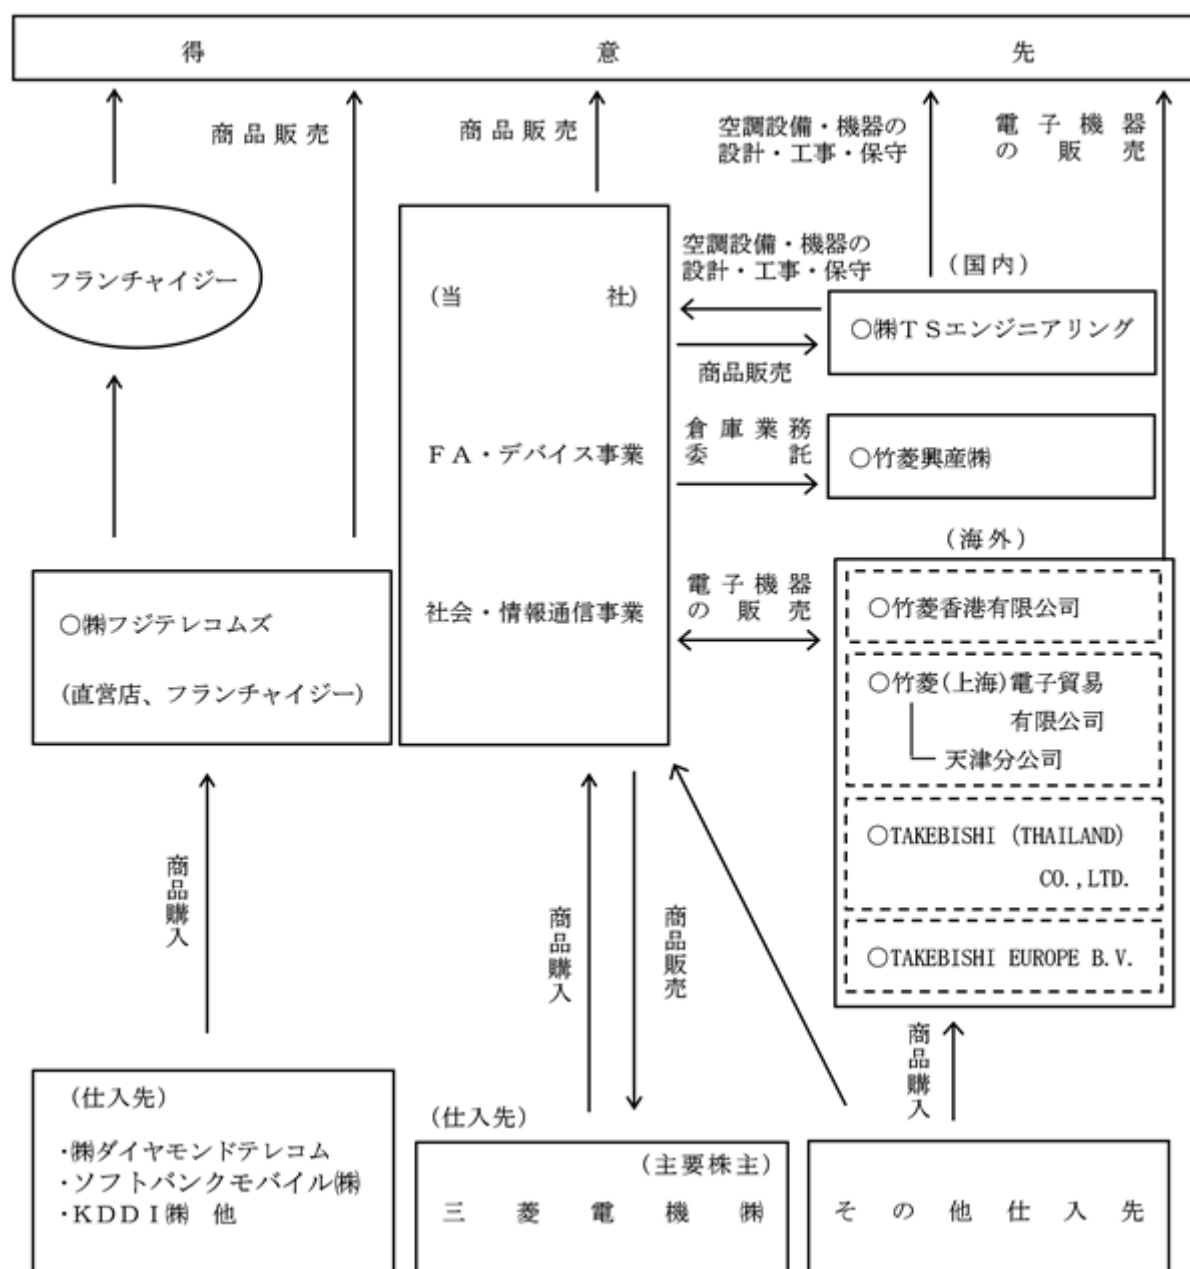 得意先
商品販売
商品販売
空調設備・機器の
設計・工事・保守
電子機器
の販売
フランチャイジー
空調設備・機器の
設計・工事・保守
(国内)
(当社)
○㈱ＴＳエンジニアリング
商品販売
ＦＡ・デバイス事業
倉庫業務
委託
○竹菱興産㈱
(海外)
社会・情報通信事業
電子機器
の販売
○竹菱香港有限公司
○竹菱(上海)電子貿易
有限公司
天津分公司
○㈱フジテレコムズ
(直営店、フランチャイジー)
○TAKEBISHI (THAILAND)
CO.,LTD.
○TAKEBISHI EUROPE B.V.
商品購入
商品購入
商品販売
商品購入
(仕入先)
・㈱ダイヤモンドテレコム
・ソフトバンクモバイル㈱
・ＫＤＤＩ㈱　他
(仕入先)
(主要株主)
三菱電機㈱
その他仕入先